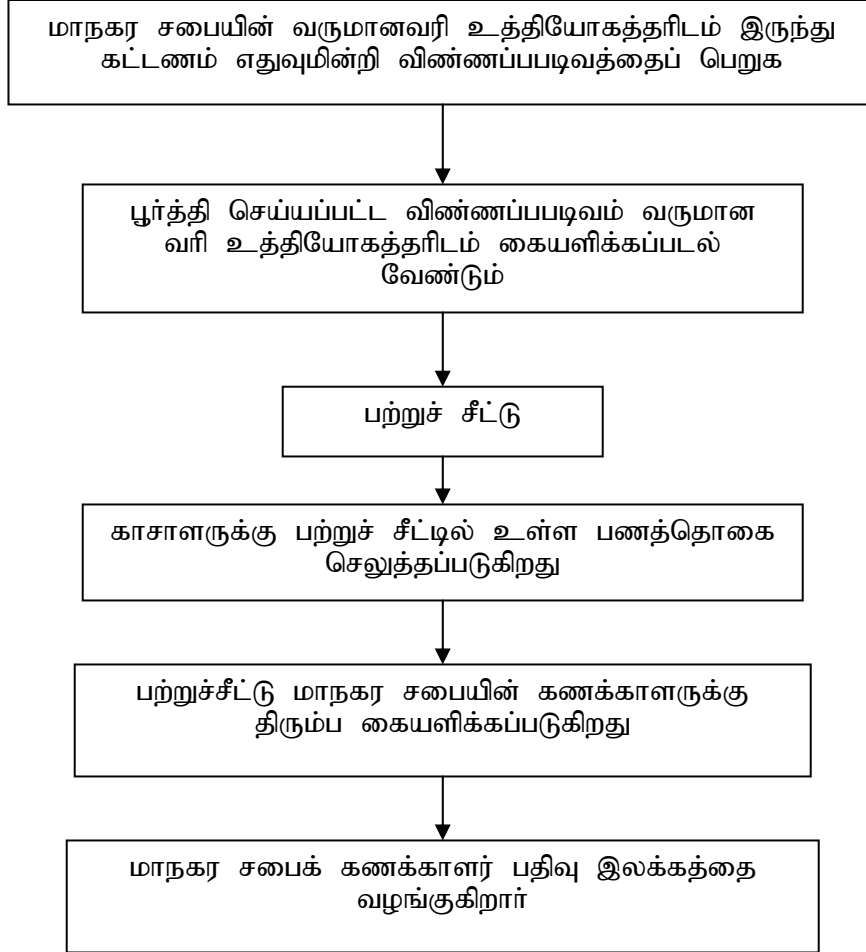 மாநகர சபையின் வருமானவரி உத்தியோகத்தரிடம் இருந்து
கட்டணம் எதுவுமின்றி விண்ணப்பபடிவத்தைப் பெறுக
பூர்த்தி செய்யப்பட்ட விண்ணப்பபடிவம் வருமான
வரி உத்தியோகத்தரிடம் கையளிக்கப்படல்
வேண்டும்
பற்றுச் சீட்டு
காசாளருக்கு பற்றுச் சீட்டில் உள்ள பணத்தொகை
செலுத்தப்படுகிறது
பற்றுச்சீட்டு மாநகர சபையின் கணக்காளருக்கு
திரும்ப கையளிக்கப்படுகிறது
மாநகர சபைக் கணக்காளர் பதிவு இலக்கத்தை
வழங்குகிறார்